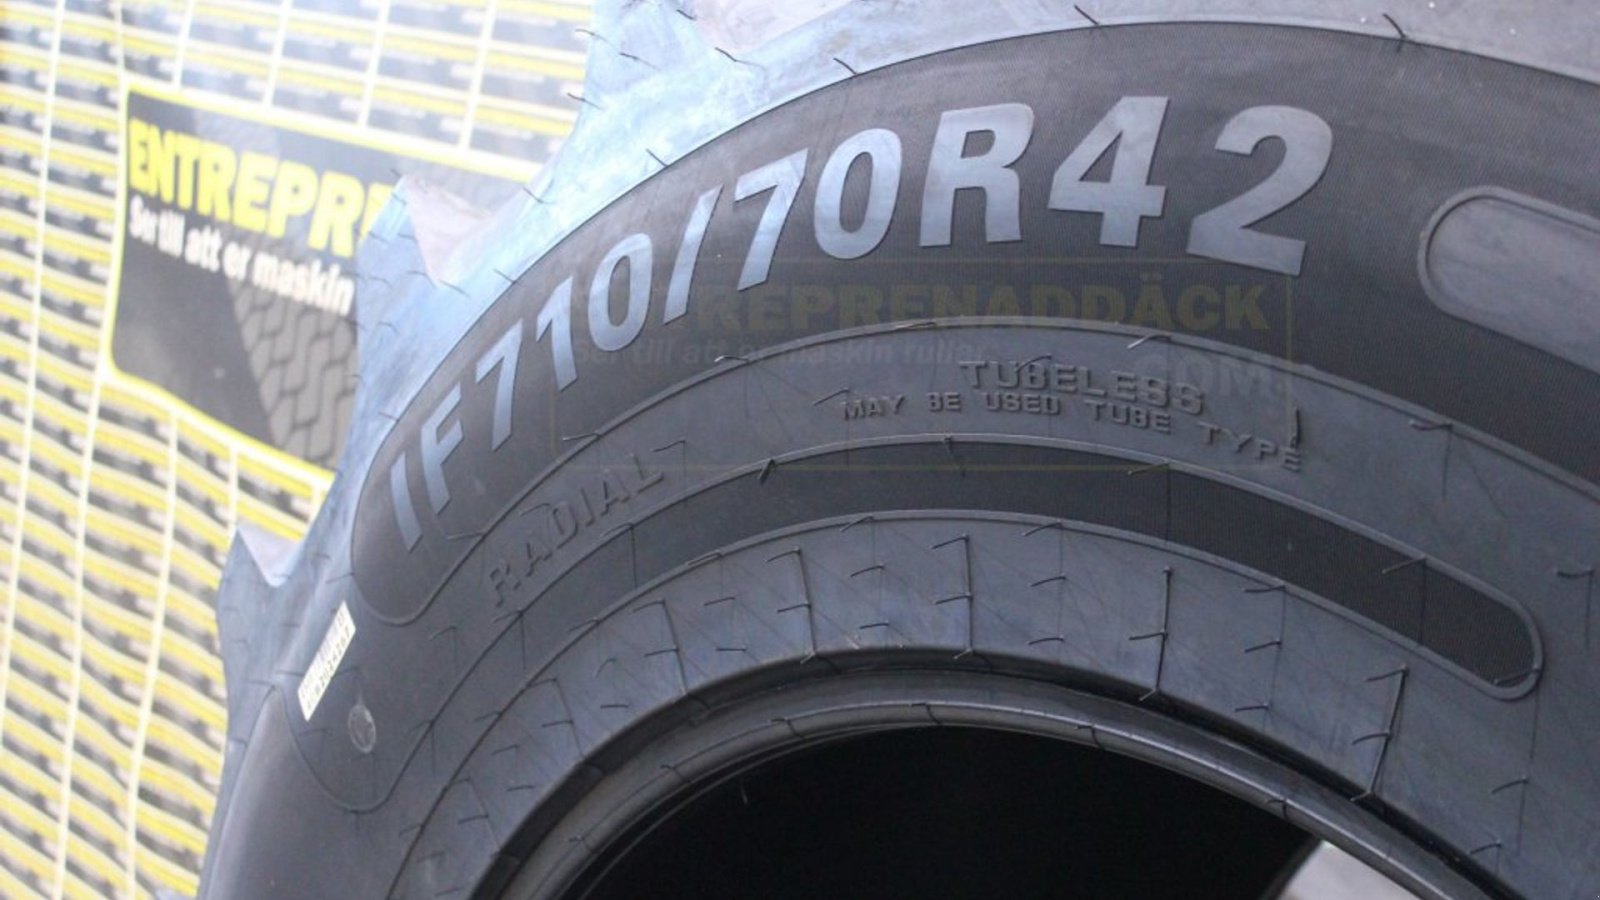 ENTREPR
Ser till att er maskin
IF710/70R42
ENTREPRENADDÄCK
Ser till att er maskin rullar
.COM
TUBELESS
MAY BE USED TUBE TYPE
RADIAL